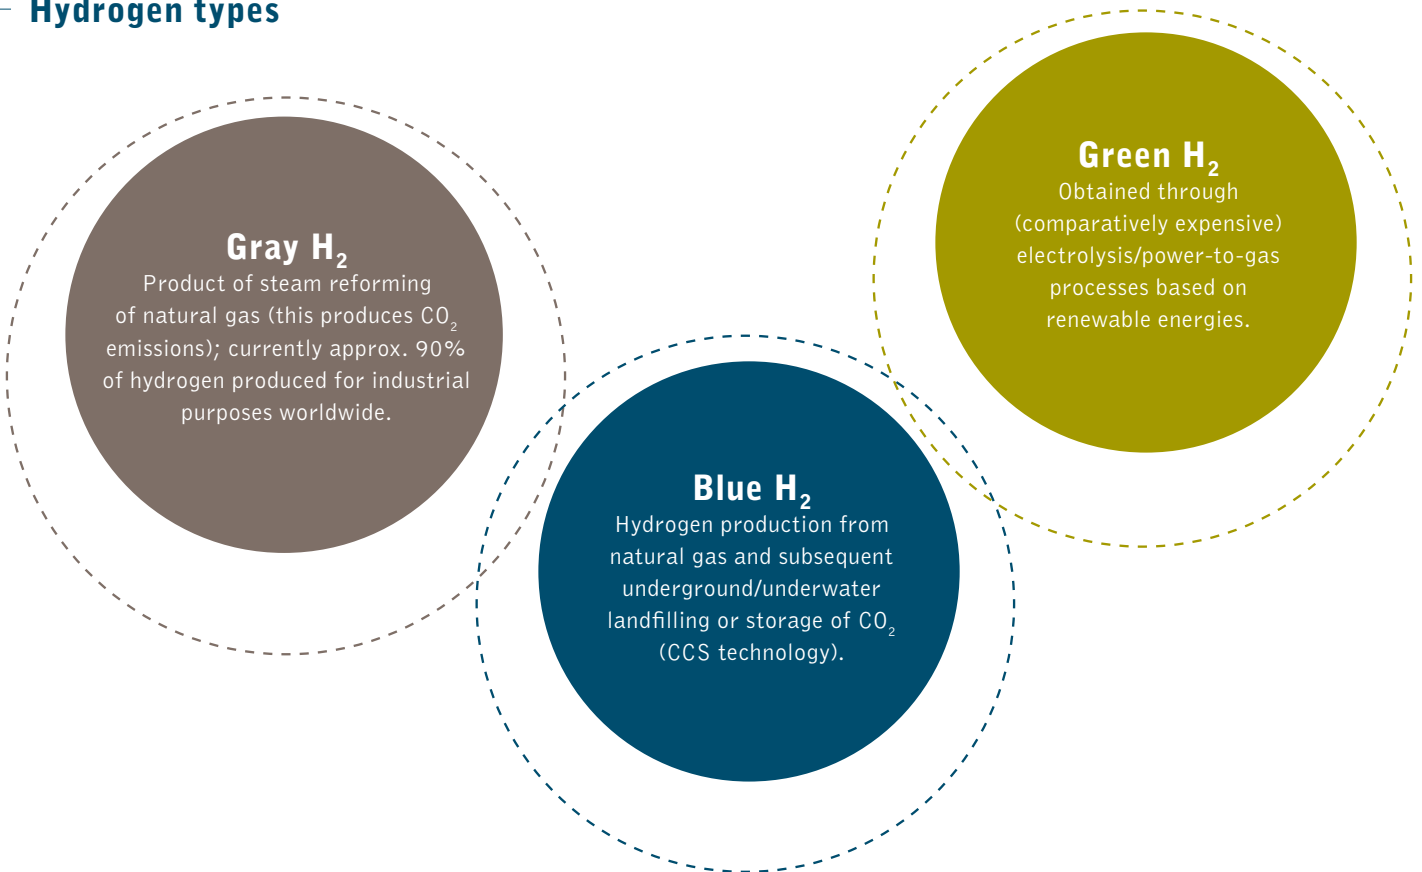 Hydrogen types
Gray H₂
Product of steam reforming
of natural gas (this produces CO₂
emissions); currently approx. 90%
of hydrogen produced for industrial
purposes worldwide.
Blue H₂
Hydrogen production from
natural gas and subsequent
underground/underwater
landfilling or storage of CO₂
(CCS technology).
Green H₂
Obtained through
(comparatively expensive)
electrolysis/power-to-gas
processes based on
renewable energies.